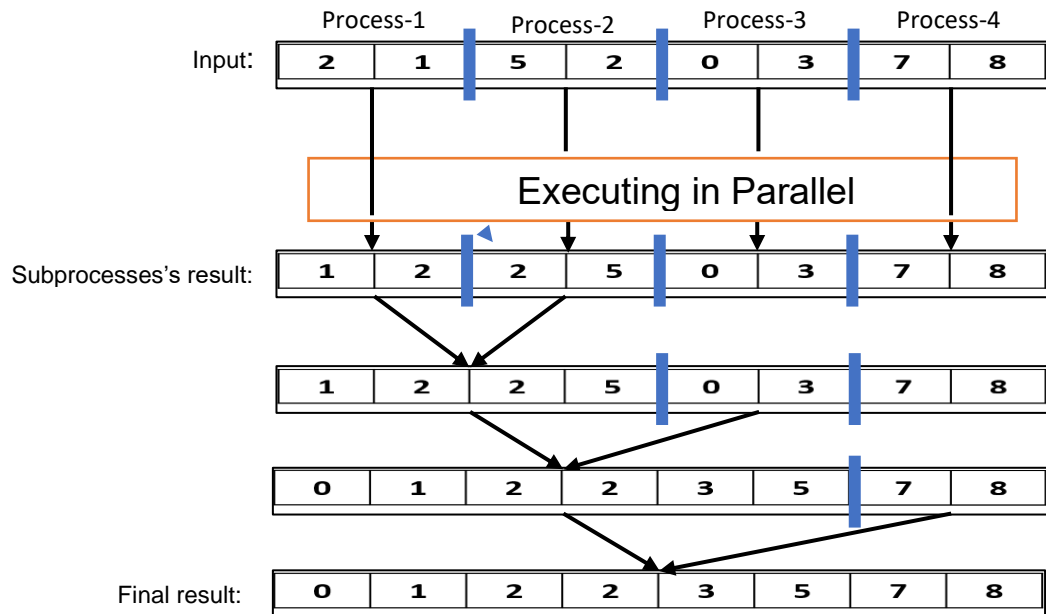 Process-1 Process-2 Process-3 Process-4
Input: 2 1 5 2 0 3 7 8
Executing in Parallel
Subprocesses's result: 1 2 2 5 0 3 7 8
1 2 2 5 0 3 7 8
0 1 2 2 3 5 7 8
Final result: 0 1 2 2 3 5 7 8